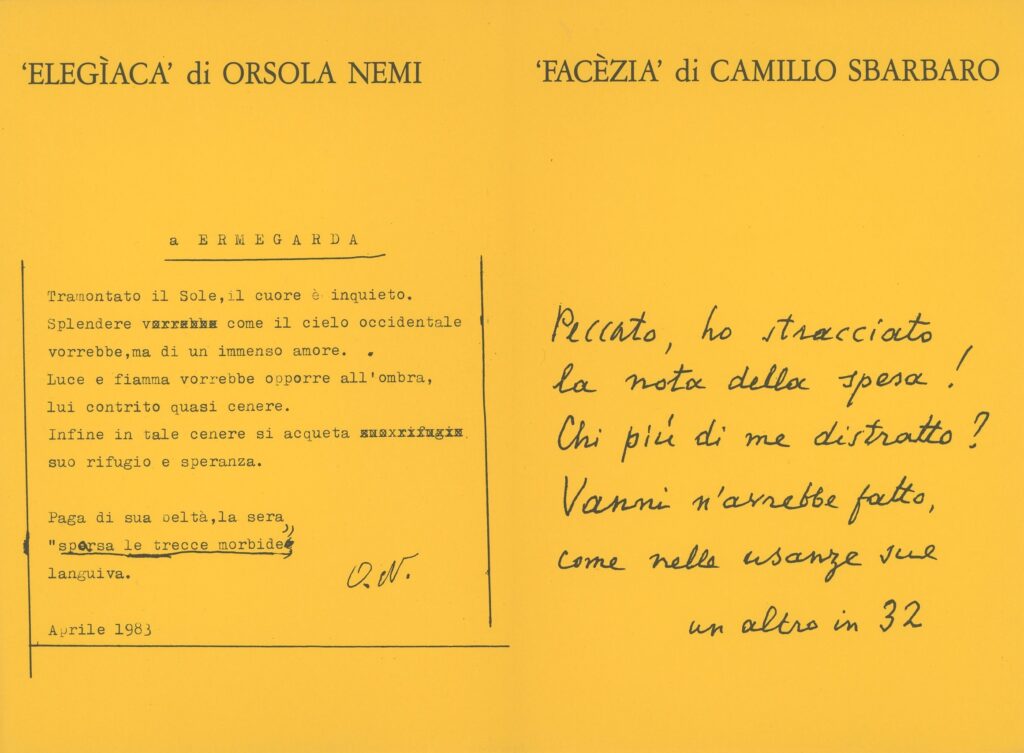 ‘ELEGÌACA’ di ORSOLA NEMI
a ERMEGARDA
Tramontato il Sole,il cuore è inquieto.
Splendere come il cielo occidentale
vorrebbe,ma di un immenso amore.
Luce e fiamma vorrebbe opporre all'ombra,
lui contrito quasi cenere.
Infine in tale cenere si acqueta
suo rifugio e speranza.
Paga di sua beltà,la sera
"sparsa le trecce morbide"
languiva.
O.N.
Aprile 1983
‘FACÈZIA’ di CAMILLO SBARBARO
Peccato, ho stracciato
la nota della spesa!
Chi piú di me distratto?
Vanni n'avrebbe fatto,
come nelle usanze sue
un altro in 32